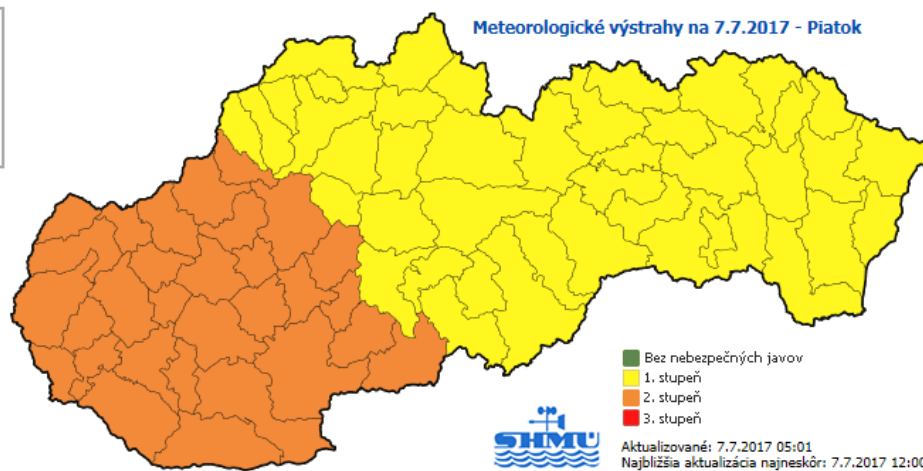 Meteorologické výstrahy na 7.7.2017 - Piatok
Bez nebezpečných javov
1. stupeň
2. stupeň
3. stupeň
SHMÚ
Aktualizované: 7.7.2017 05:01
Najbližšia aktualizácia najneskôr: 7.7.2017 12:00